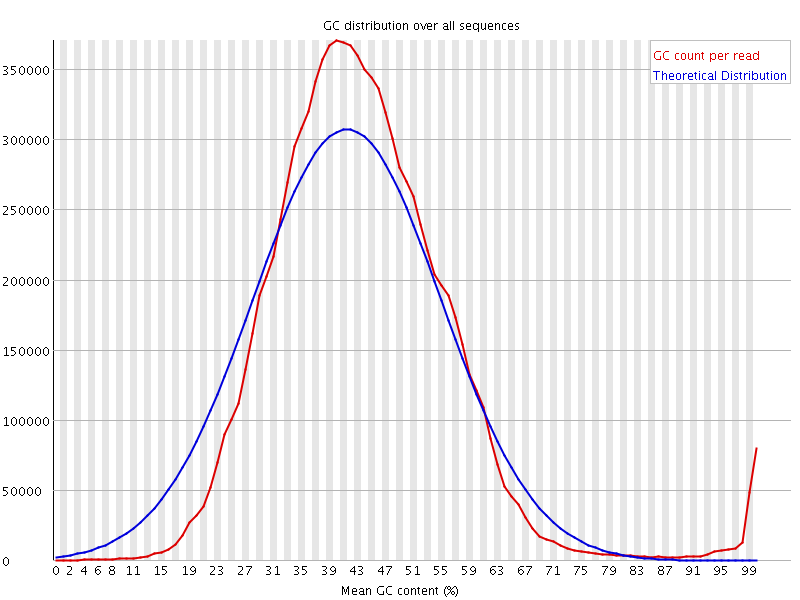 GC distribution over all sequences
GC count per read
Theoretical Distribution
350000
300000
250000
200000
150000
100000
50000
0
0 2 4 6 8 11 15 19 23 27 31 35 39 43 47 51 55 59 63 67 71 75 79 83 87 91 95 99
Mean GC content (%)